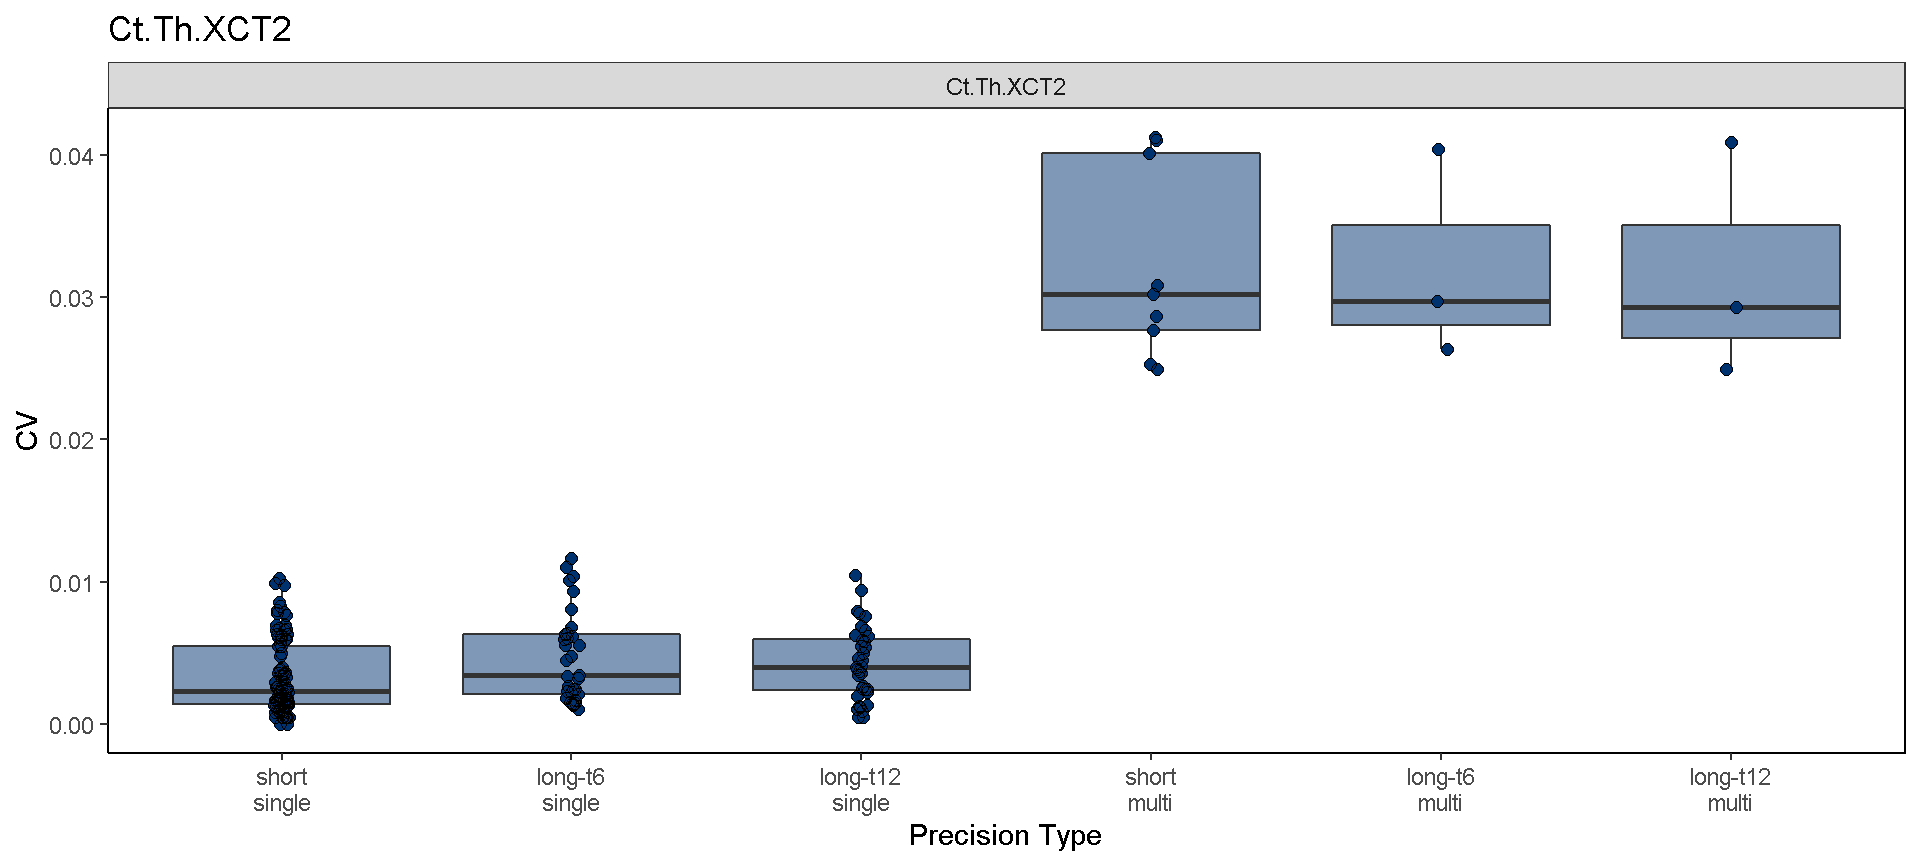 Ct.Th.XCT2
Ct.Th.XCT2
CV
0.04
0.03
0.02
0.01
0.00
short
single
long-t6
single
long-t12
single
short
multi
long-t6
multi
long-t12
multi
Precision Type